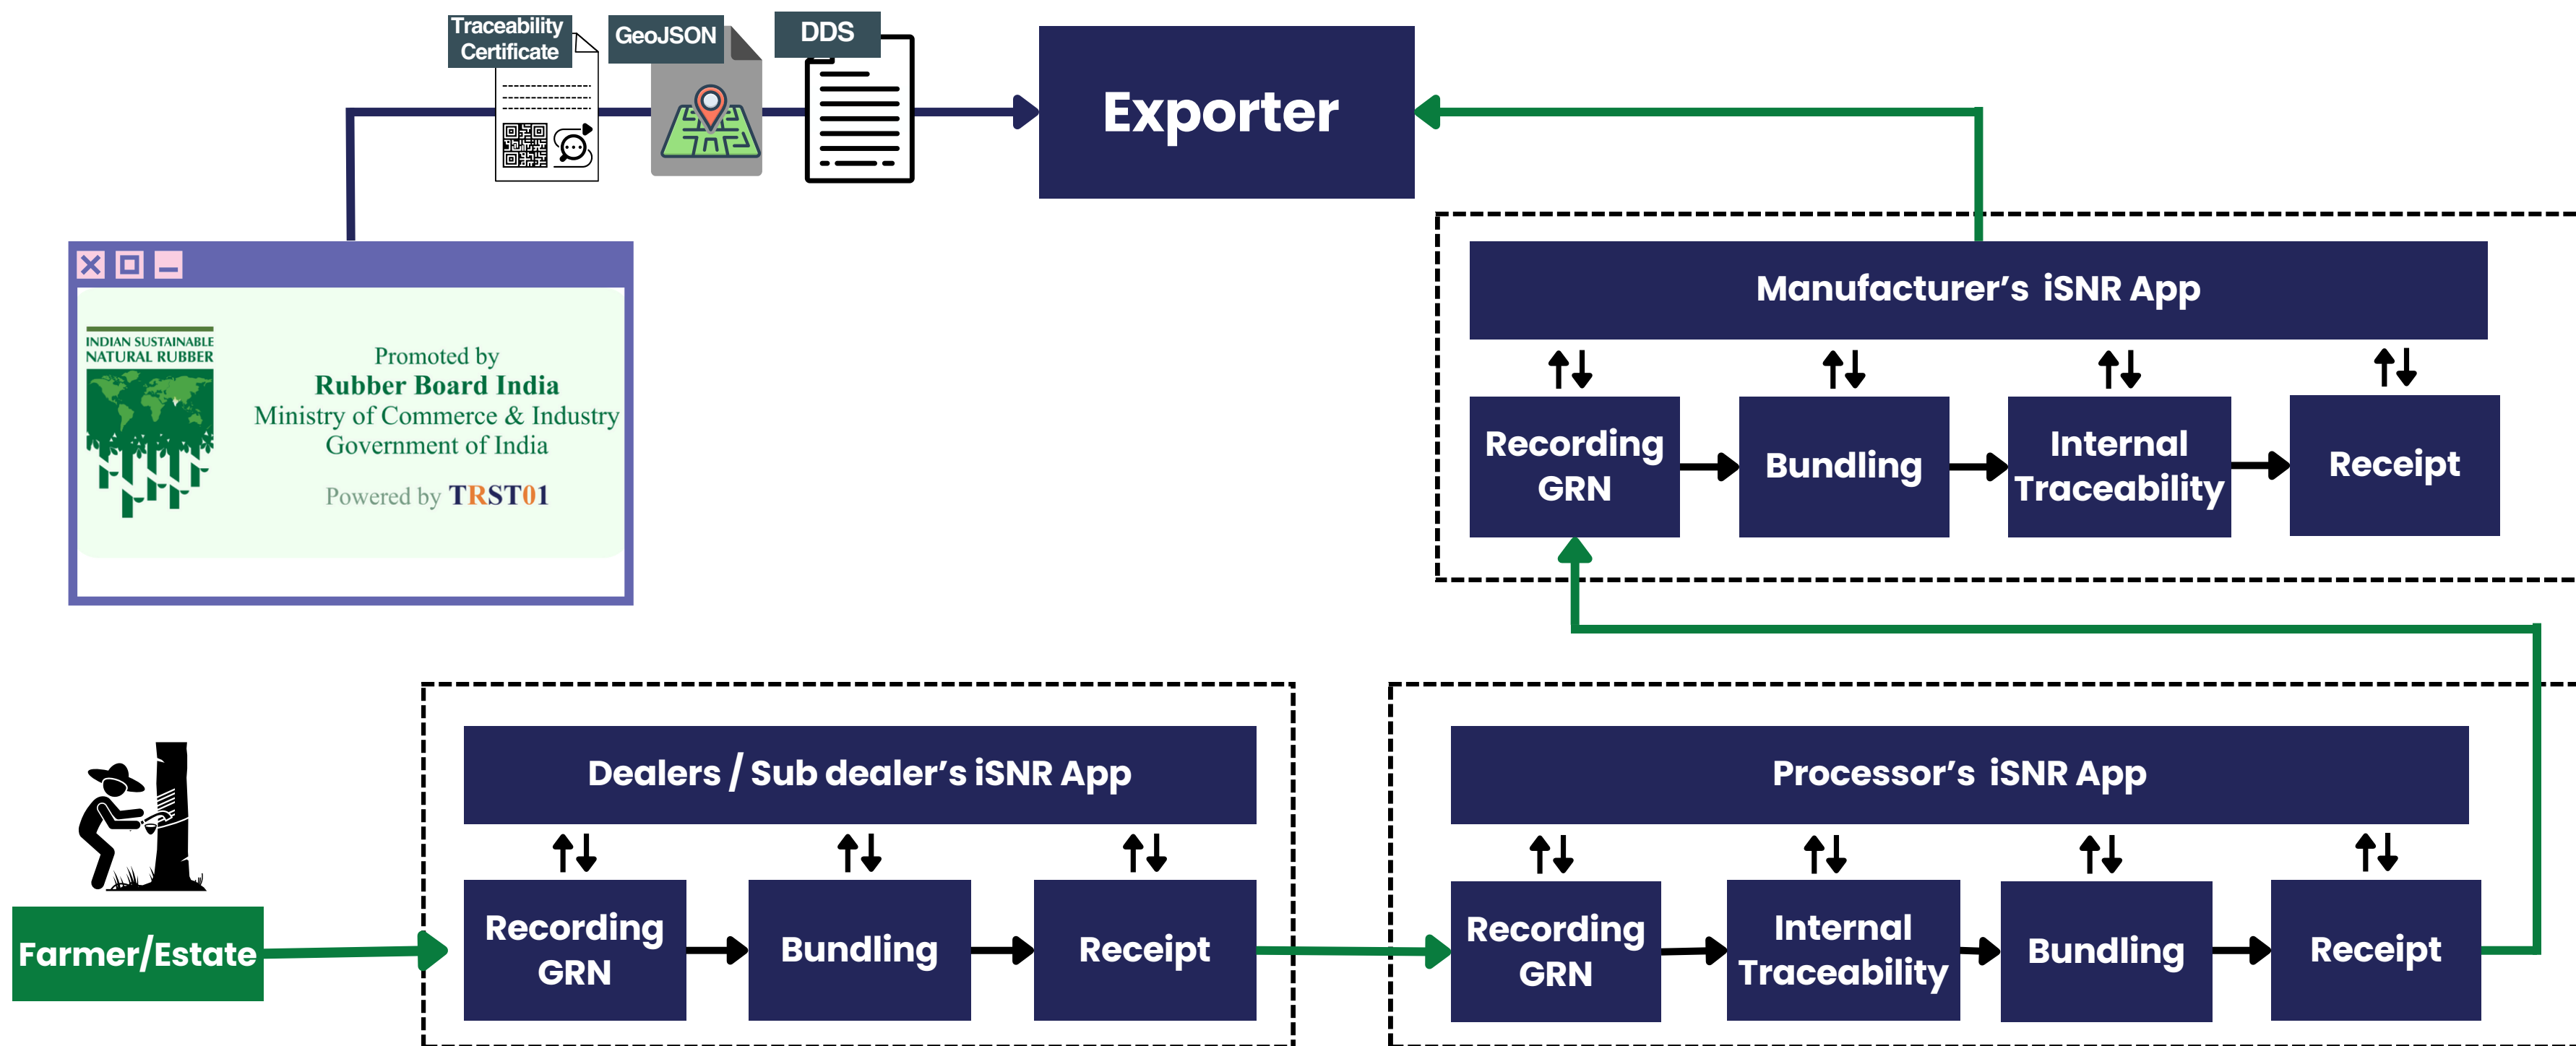 Traceability
Certificate
GeoJSON
DDS
Exporter
INDIAN SUSTAINABLE
NATURAL RUBBER
Promoted by
Rubber Board India
Ministry of Commerce & Industry
Government of India
Powered by TRST01
Manufacturer’s iSNR App
Recording
GRN
Bundling
Internal
Traceability
Receipt
Farmer/Estate
Dealers / Sub dealer’s iSNR App
Recording
GRN
Bundling
Receipt
Processor’s iSNR App
Recording
GRN
Internal
Traceability
Bundling
Receipt